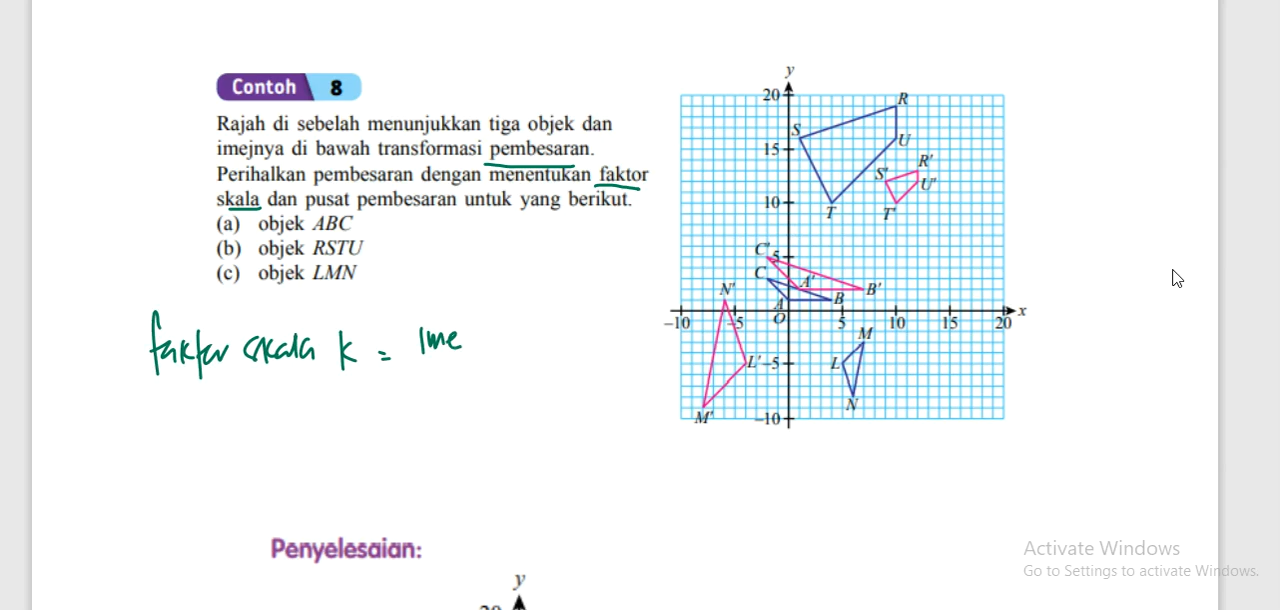 Contoh 8
Rajah di sebelah menunjukkan tiga objek dan
imejnya di bawah transformasi pembesaran.
Perihalkan pembesaran dengan menentukan faktor
skala dan pusat pembesaran untuk yang berikut.
(a) objek ABC
(b) objek RSTU
(c) objek LMN
faktor skala k = Ime
y
20
R
S
U
15
R'
S'
U'
10
T
T'
C'
5
C
A'
B'
N'
A
B
–10
–5
O
5
10
15
20
x
M
L'
–5
L
N
M'
–10
Penyelesaian:
y
20
Activate Windows
Go to Settings to activate Windows.